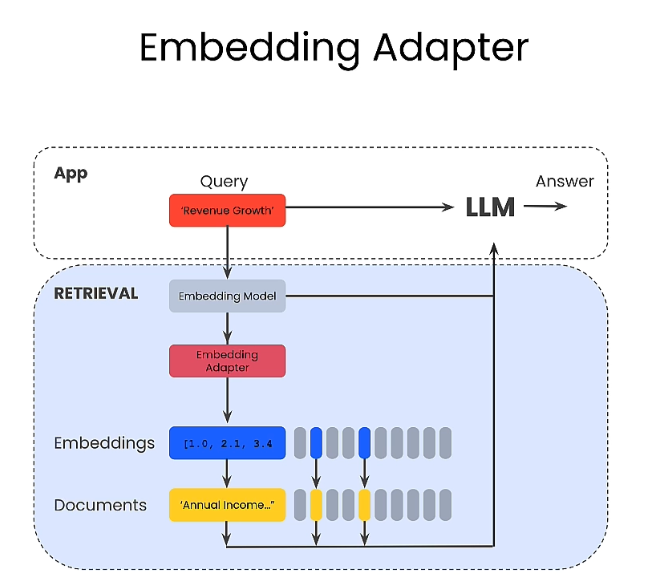 Embedding Adapter
App
Query
Answer
'Revenue Growth'
LLM
RETRIEVAL
Embedding Model
Embedding
Adapter
Embeddings
[1.0, 2.1, 3.4
Documents
'Annual Income..."